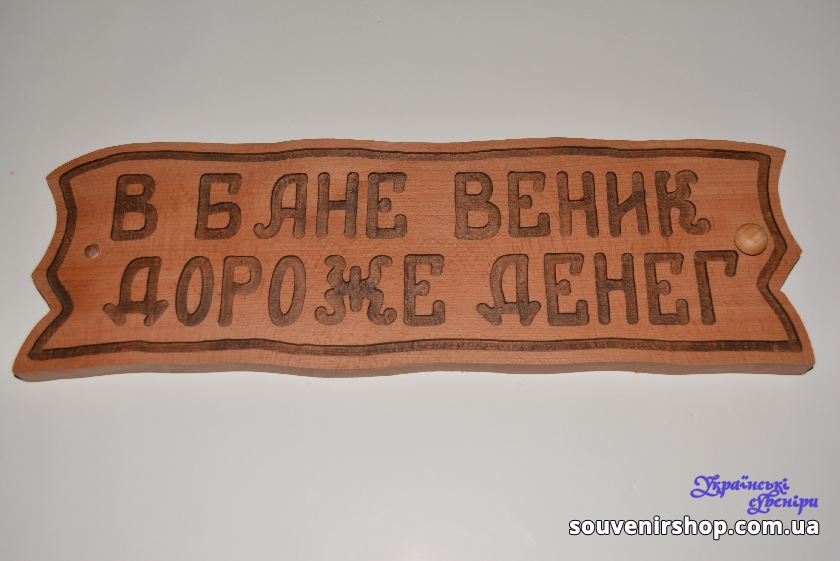 В БАНЕ ВЕНИК
ДОРОЖЕ ДЕНЕГ
Українські
сувеніри
souvenirshop.com.ua